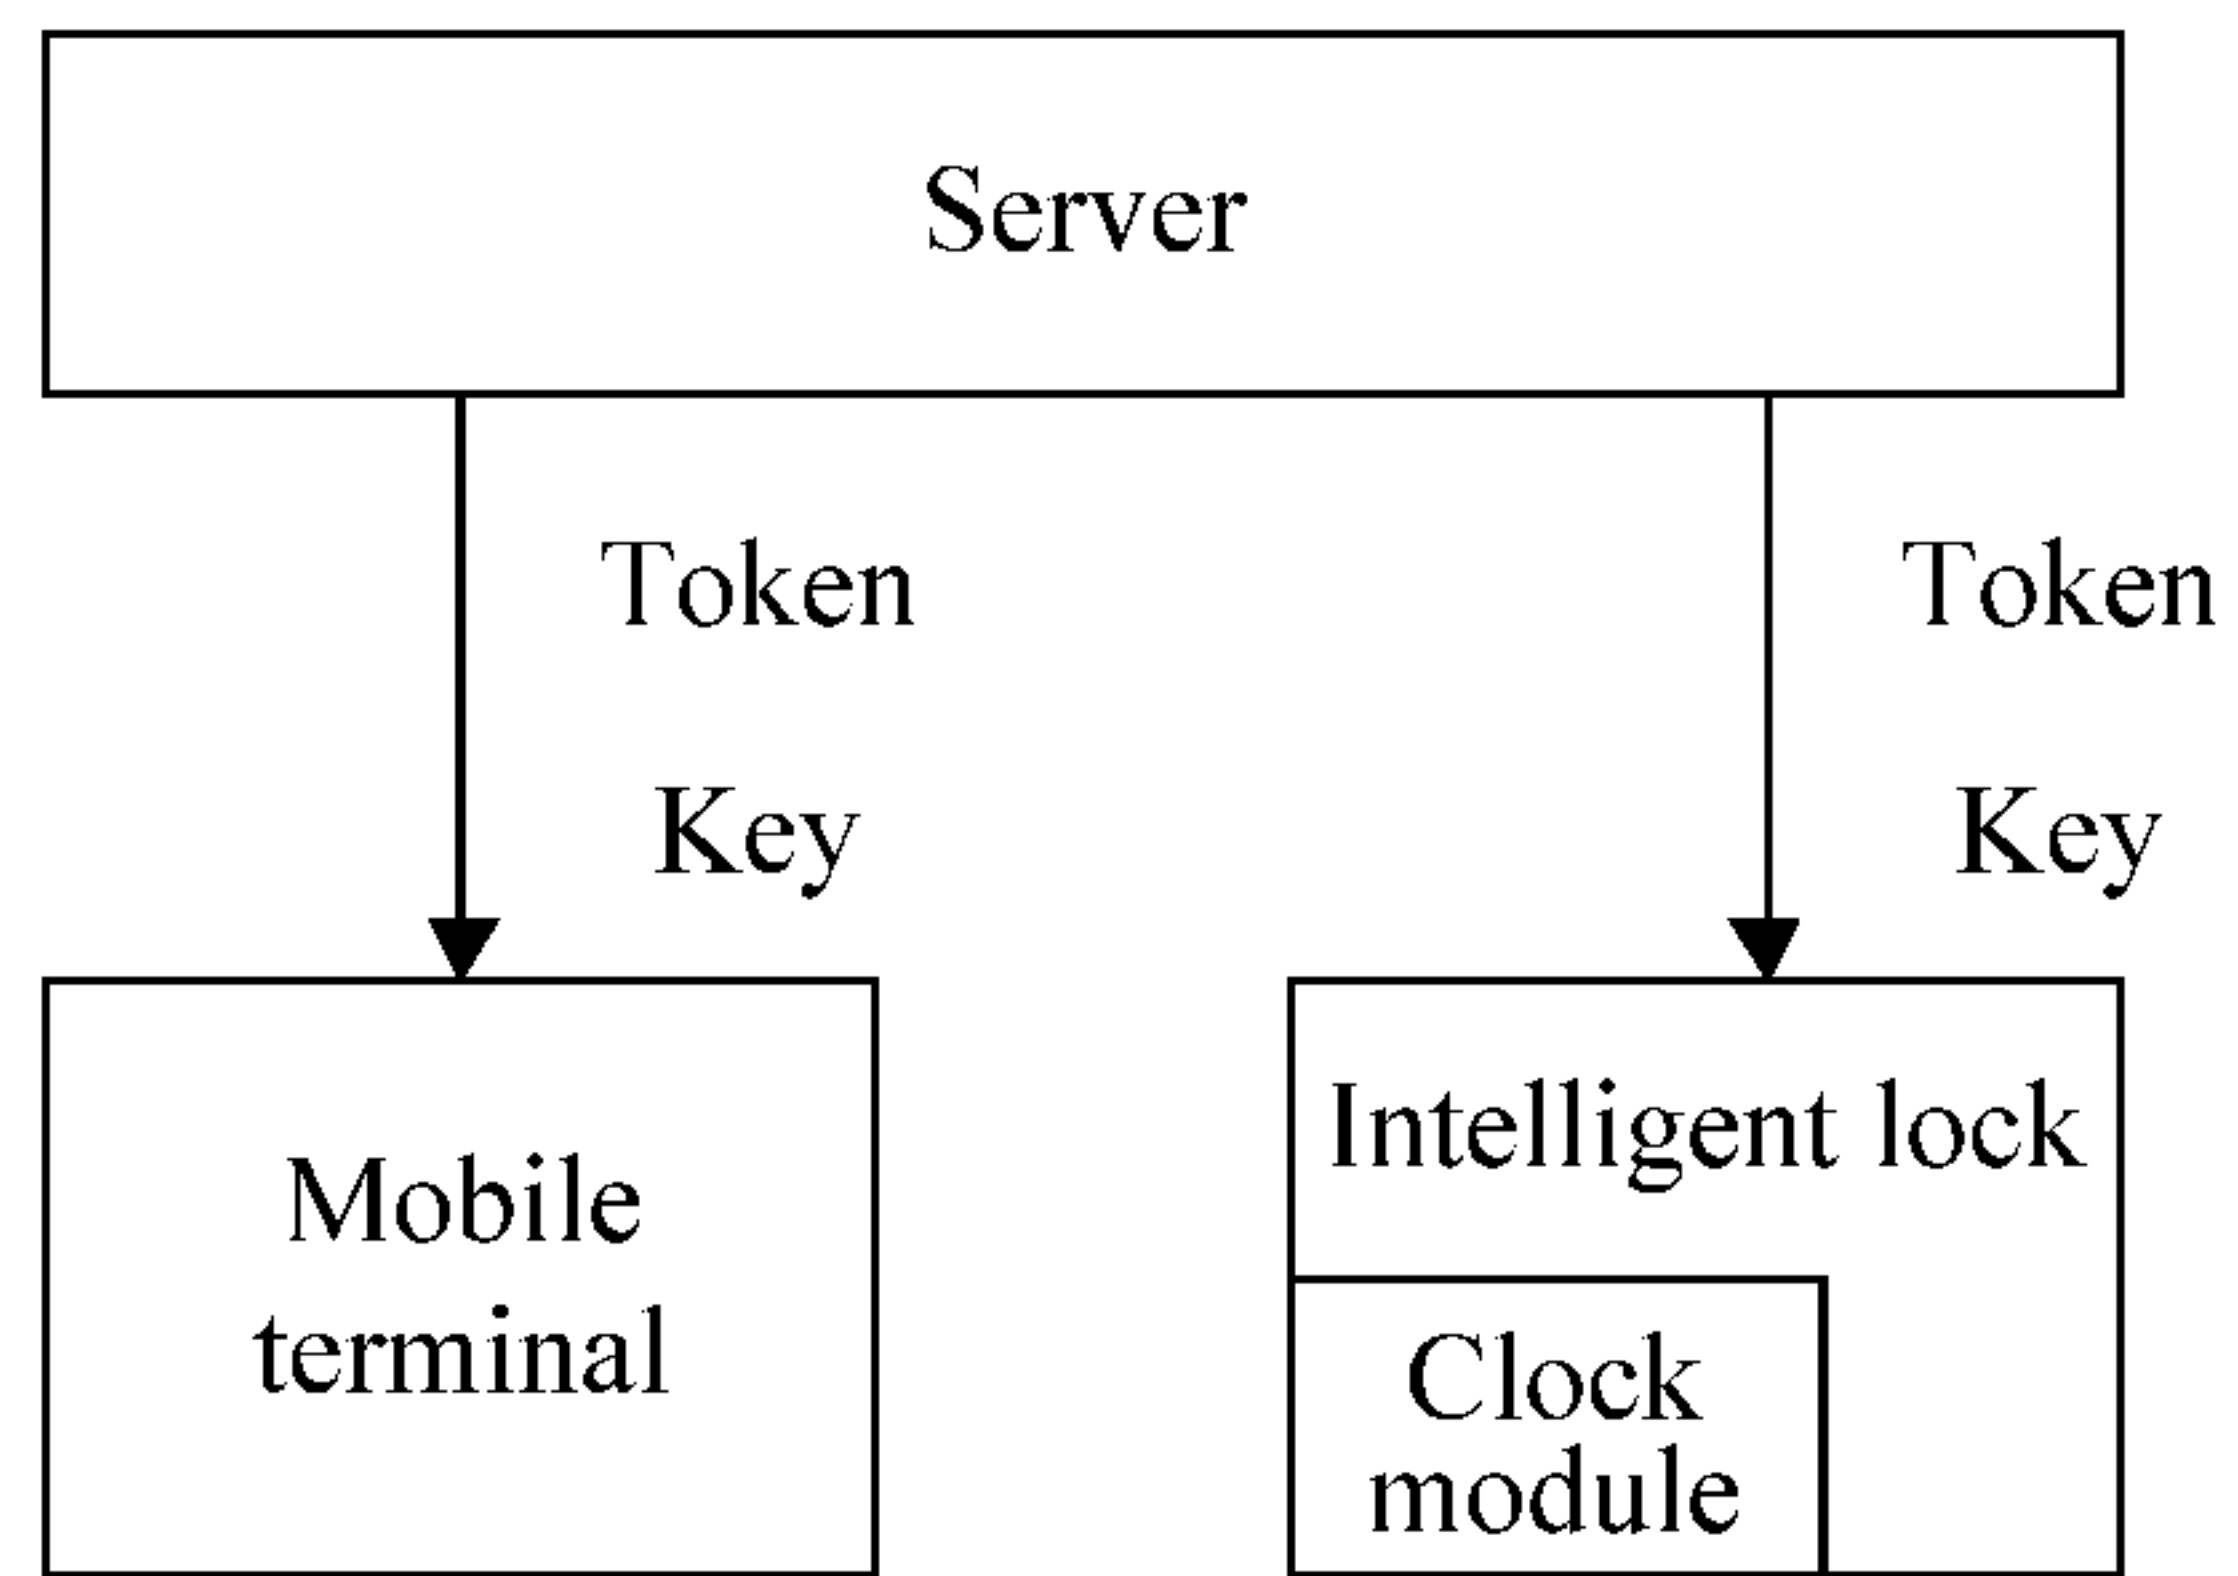 Server
Token
Key
Token
Key
Mobile
terminal
Intelligent lock
Clock
module